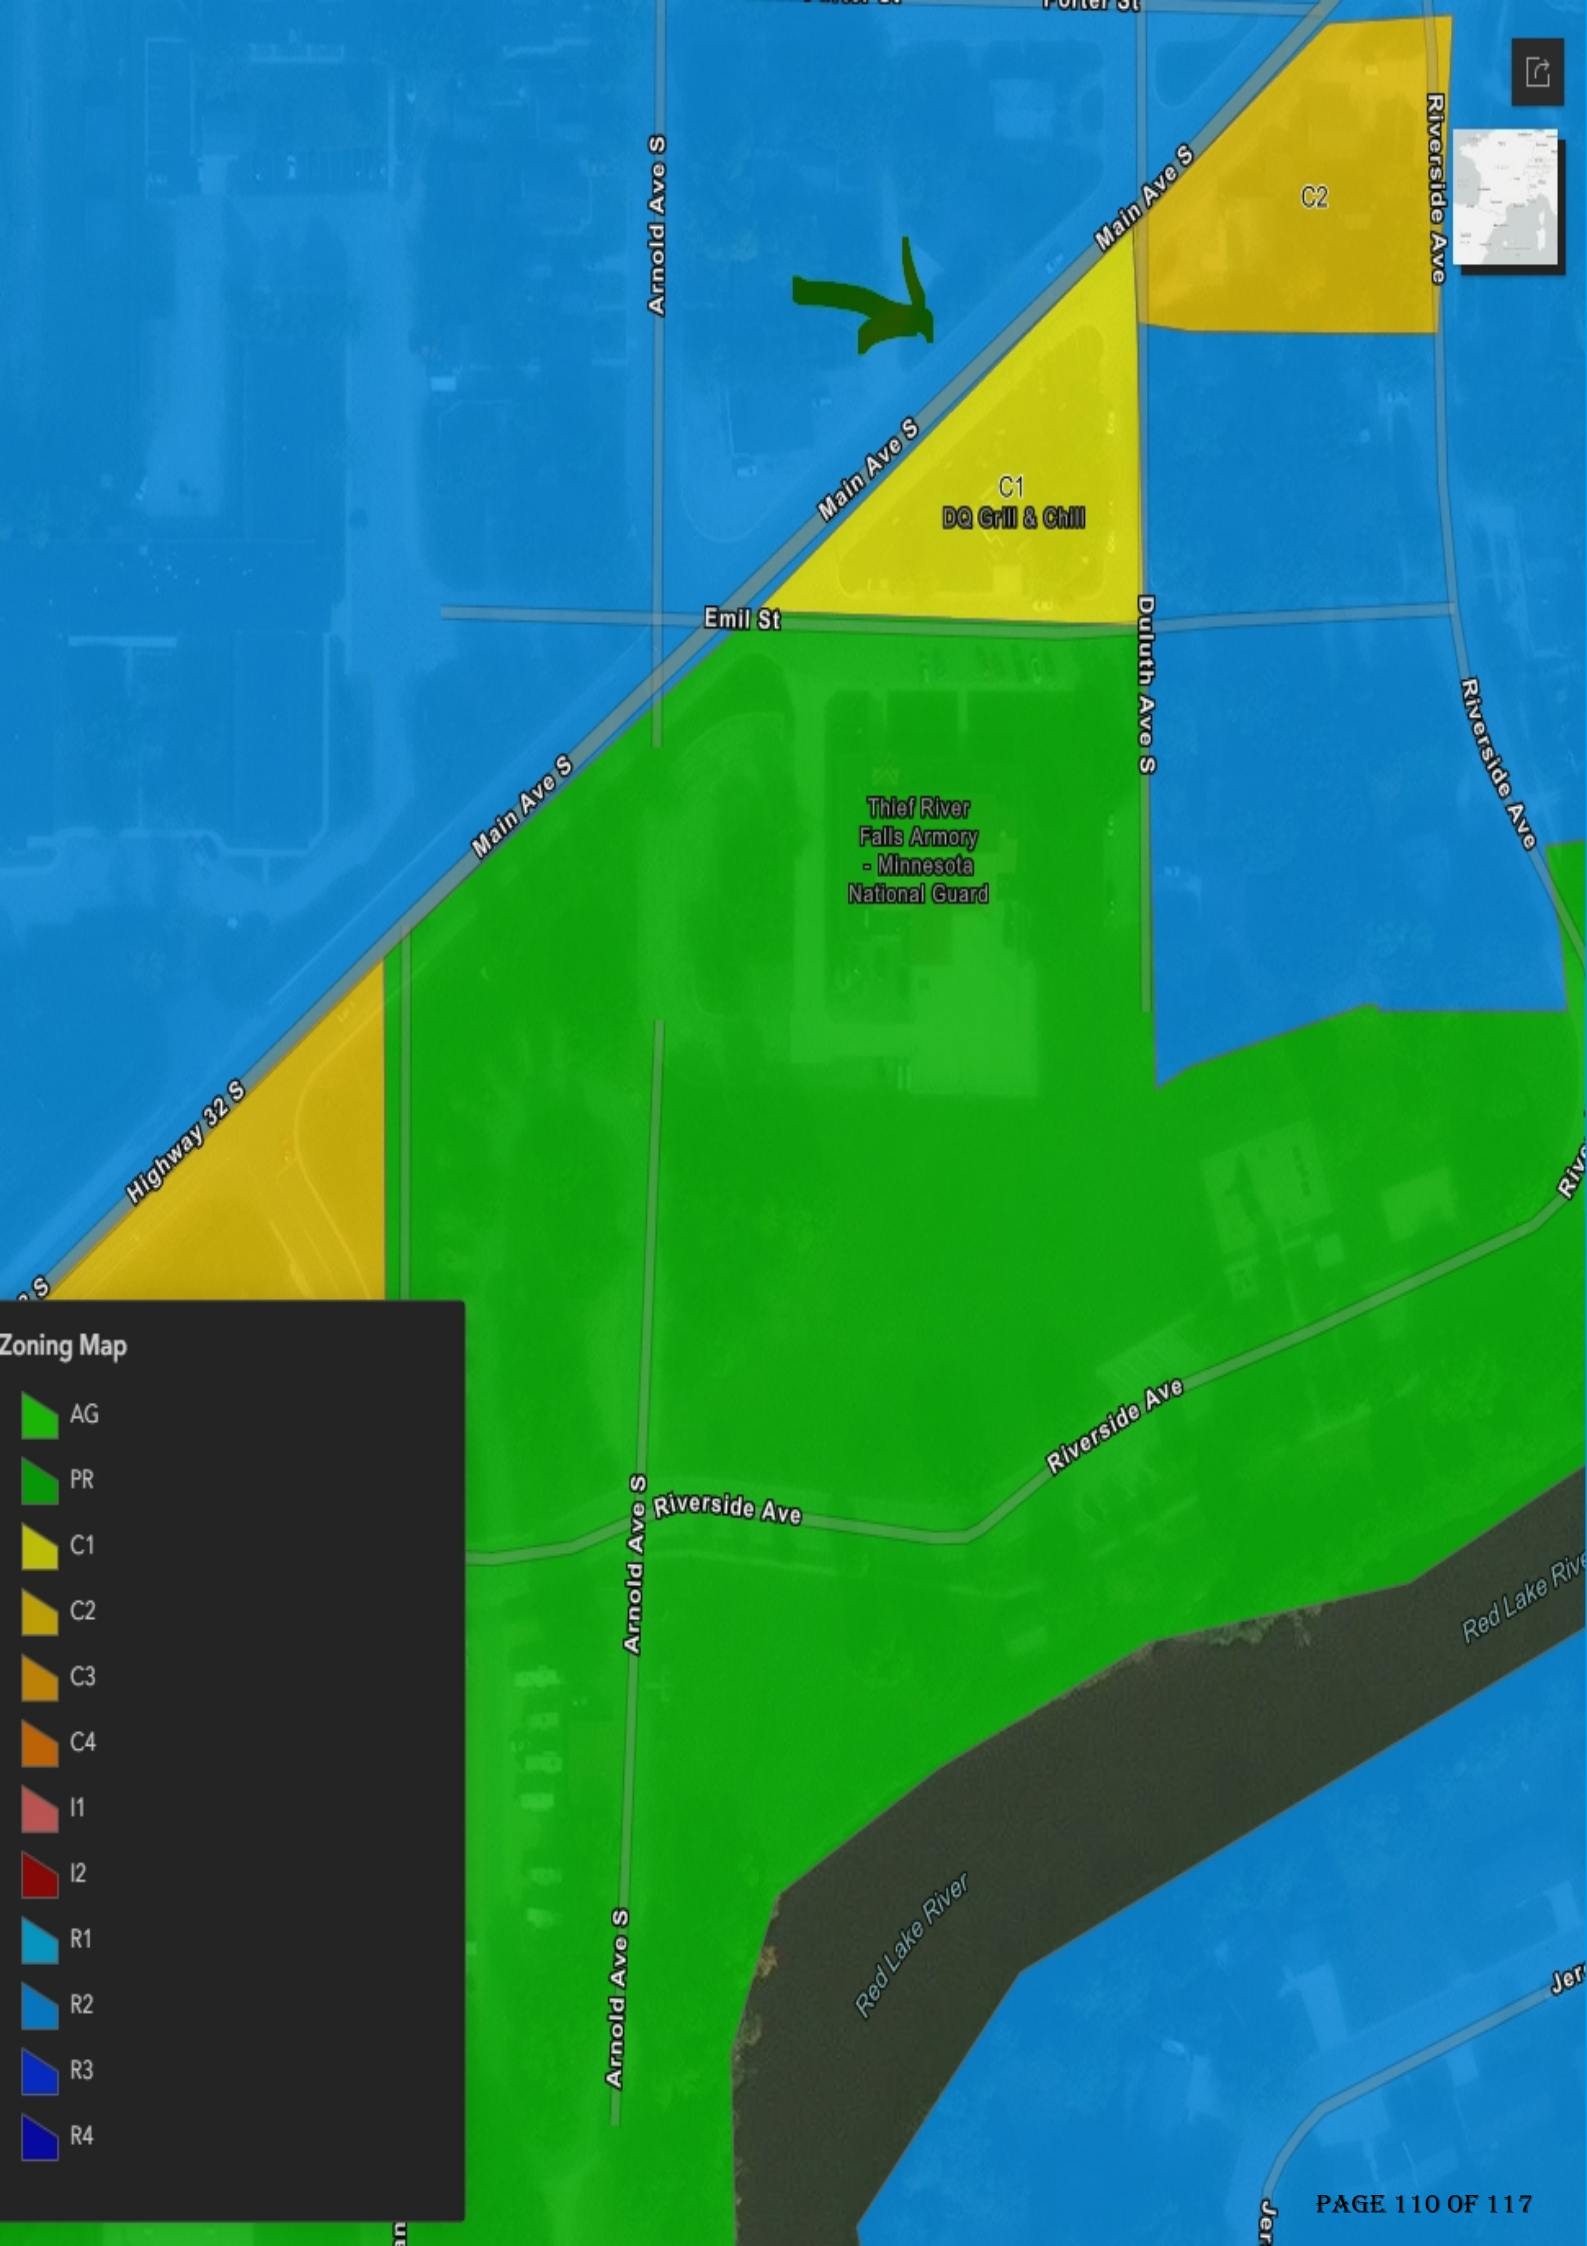 Porter St
Arnold Ave S
Main Ave S
Riverside Ave
C2
Main Ave S
C1
DQ Grill & Chill
Emil St
Duluth Ave S
Riverside Ave
Main Ave S
Thief River
Falls Armory
- Minnesota
National Guard
Highway 32 S
Riverside Ave
Arnold Ave S
Riverside Ave
Red Lake River
Red Lake River
Arnold Ave S
Zoning Map
AG
PR
C1
C2
C3
C4
I1
I2
R1
R2
R3
R4
PAGE 110 OF 117